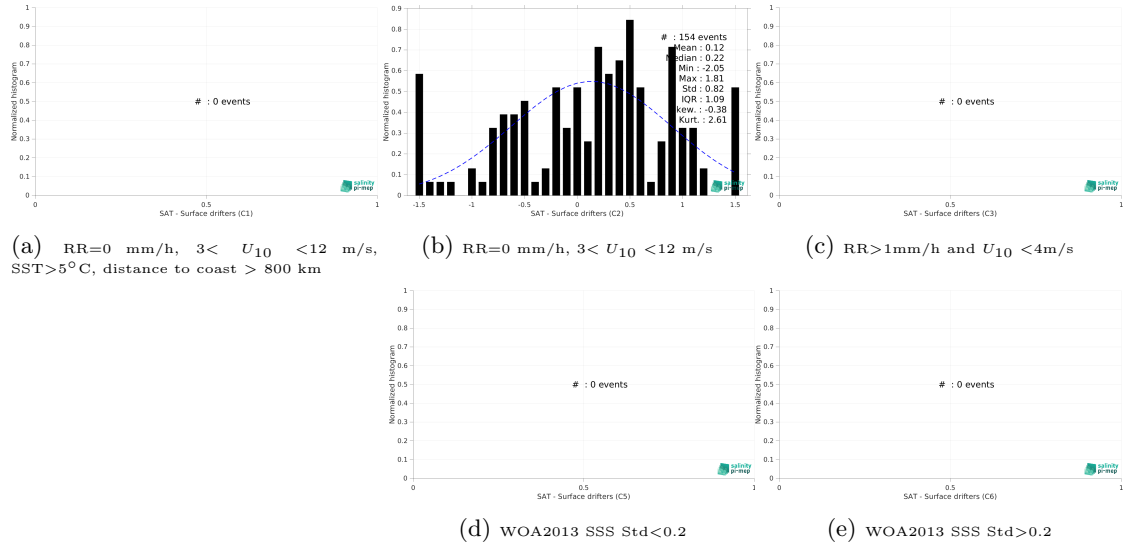 1
0.9
0.8
0.7
0.6
0.5
0.4
0.3
0.2
0.1
0
Normalized histogram
# : 0 events
0 0.5 1
SAT - Surface drifters (C1)
salinity
pi-mep
(a) RR=0 mm/h, 3< U10 <12 m/s,
SST>5°C, distance to coast > 800 km
0.9
0.8
0.7
0.6
0.5
0.4
0.3
0.2
0.1
0
Normalized histogram
# : 154 events
Mean : 0.12
Median : 0.22
Min : -2.05
Max : 1.81
Std : 0.82
IQR : 1.09
kew. : -0.38
Kurt. : 2.61
-1.5 -1 -0.5 0 0.5 1 1.5
SAT - Surface drifters (C2)
salinity
pi-mep
(b) RR=0 mm/h, 3< U10 <12 m/s
1
0.9
0.8
0.7
0.6
0.5
0.4
0.3
0.2
0.1
0
Normalized histogram
# : 0 events
0 0.5 1
SAT - Surface drifters (C3)
salinity
pi-mep
(c) RR>1mm/h and U10 <4m/s
1
0.9
0.8
0.7
0.6
0.5
0.4
0.3
0.2
0.1
0
Normalized histogram
# : 0 events
0 0.5 1
SAT - Surface drifters (C5)
salinity
pi-mep
(d) WOA2013 SSS Std<0.2
1
0.9
0.8
0.7
0.6
0.5
0.4
0.3
0.2
0.1
0
Normalized histogram
# : 0 events
0 0.5 1
SAT - Surface drifters (C6)
salinity
pi-mep
(e) WOA2013 SSS Std>0.2